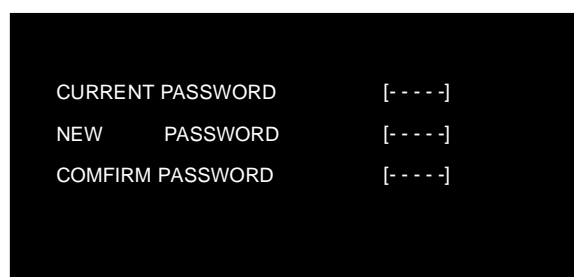 CURRENT PASSWORD [- - - - -]
NEW PASSWORD [- - - - -]
COMFIRM PASSWORD [- - - - -]